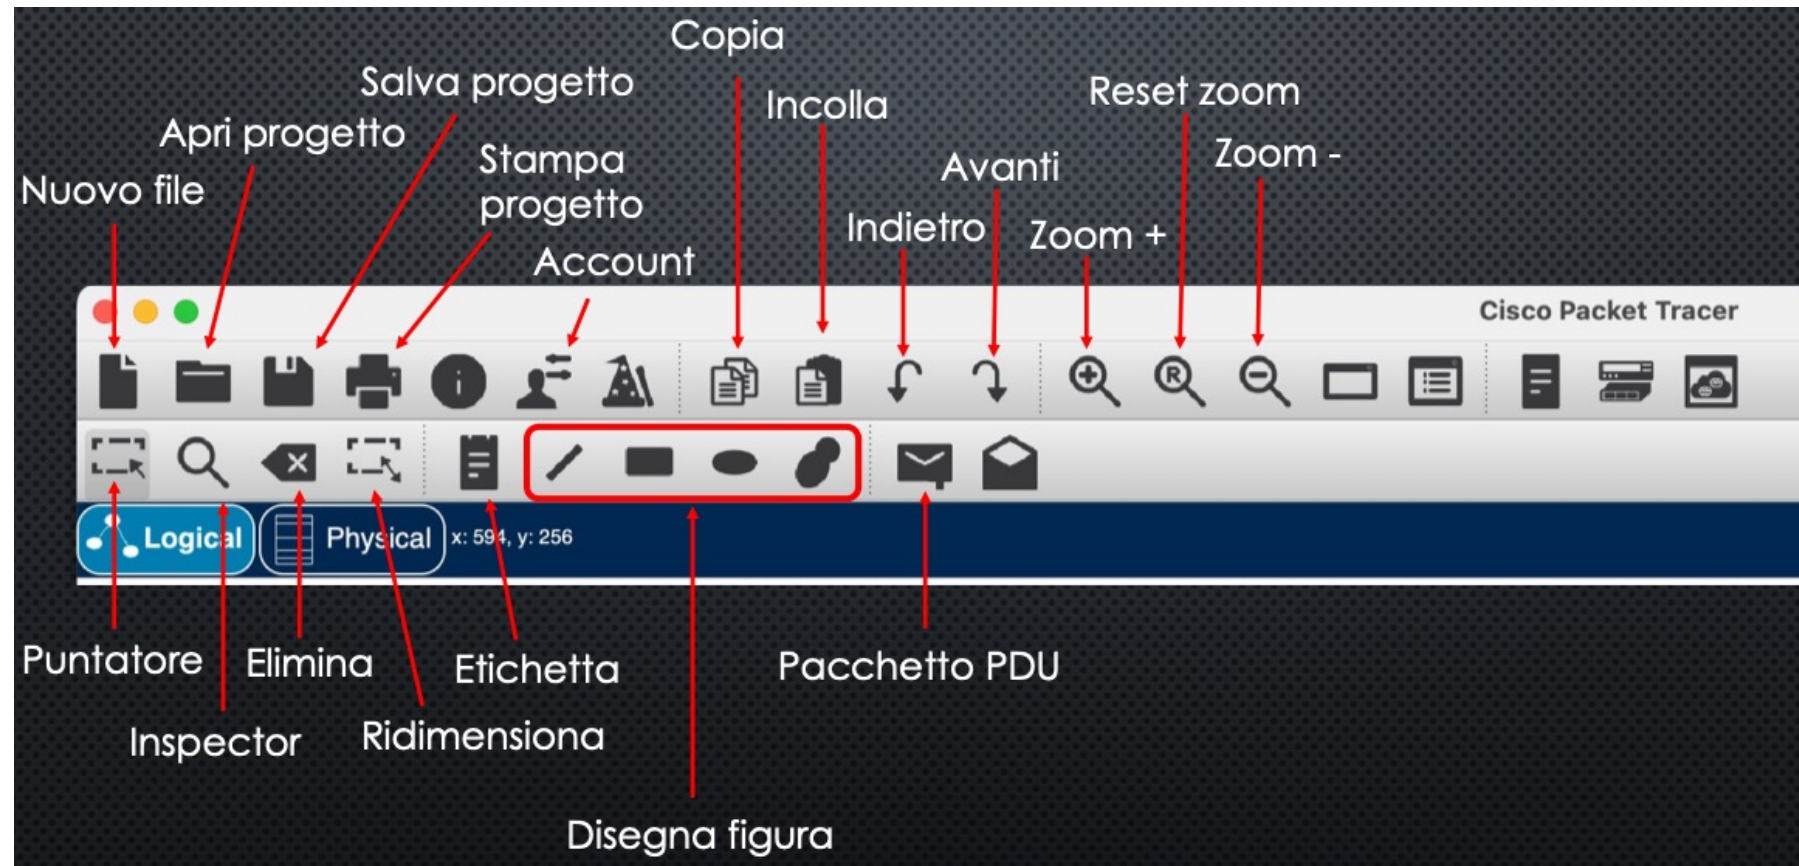 Copia
Salva progetto
Incolla
Reset zoom
Apri progetto
Stampa
progetto
Avanti
Zoom -
Nuovo file
Indietro
Zoom +
Account
Cisco Packet Tracer
R
Logical
Physical
x: 594, y: 256
Puntatore
Elimina
Etichetta
Pacchetto PDU
Inspector
Ridimensiona
Disegna figura